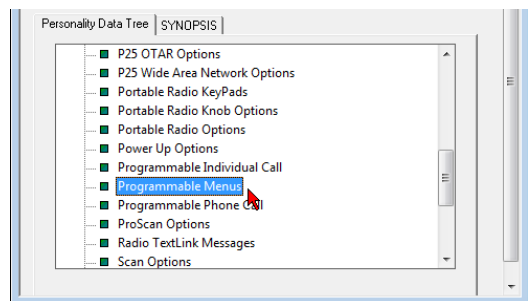 Personality Data Tree SYNOPSIS
P25 OTAR Options
P25 Wide Area Network Options
Portable Radio KeyPads
Portable Radio Knob Options
Portable Radio Options
Power Up Options
Programmable Individual Call
Programmable Menus
Programmable Phone Call
ProScan Options
Radio TextLink Messages
Scan Options